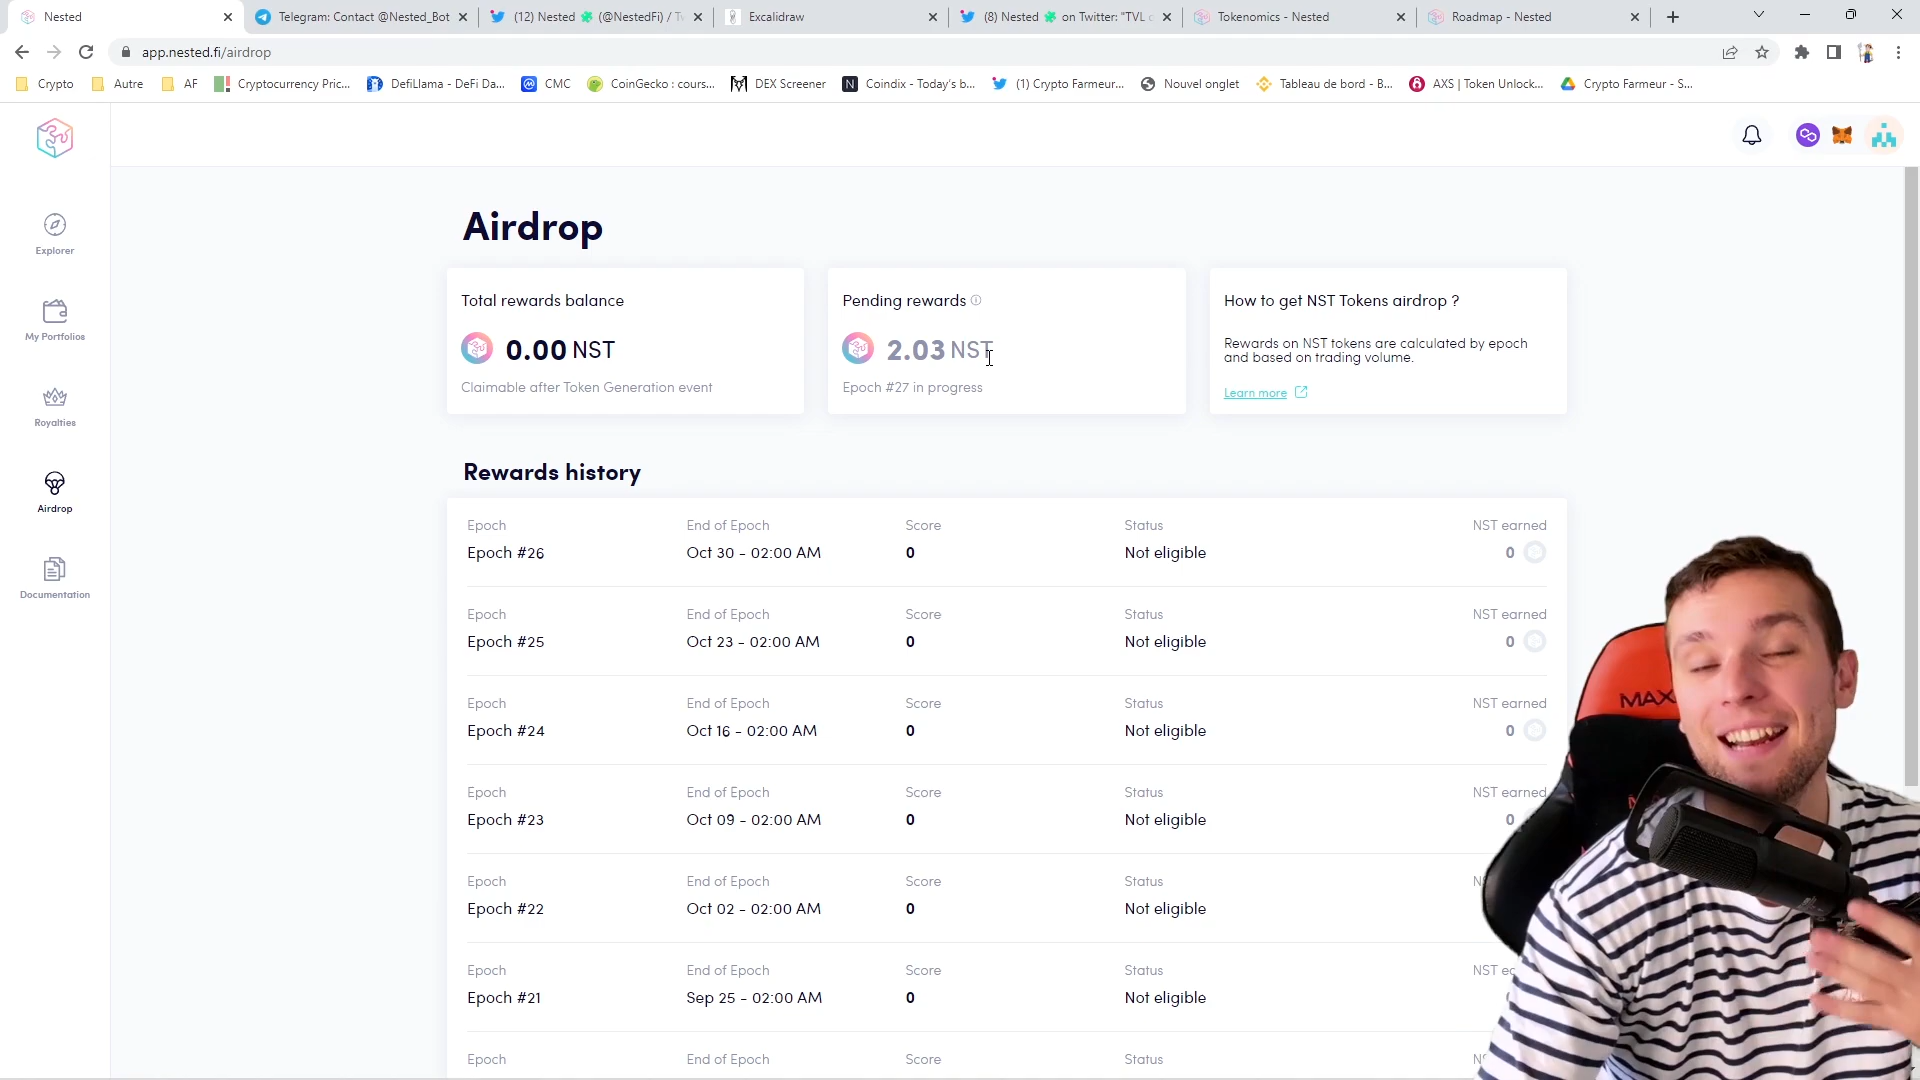 Nested
Telegram: Contact @Nested_Bot
(12) Nested (@NestedFi) / T
Excalidraw
(8) Nested on Twitter: "TVL
Tokenomics - Nested
Roadmap - Nested
app.nested.fi/airdrop
Crypto
Autre
AF
Cryptocurrency Pric...
DefiLlama - DeFi Da...
CMC
CoinGecko : cours...
DEX Screener
Coindix - Today's b...
(1) Crypto Farmeur...
Nouvel onglet
Tableau de bord - B...
AXS | Token Unlock...
Crypto Farmeur - S...
Explorer
My Portfolios
Royalties
Airdrop
Documentation
Airdrop
Total rewards balance
0.00 NST
Claimable after Token Generation event
Pending rewards
2.03 NST
Epoch #27 in progress
How to get NST Tokens airdrop ?
Rewards on NST tokens are calculated by epoch
and based on trading volume.
Learn more
Rewards history
Epoch End of Epoch Score Status NST earned
Epoch #26 Oct 30 - 02:00 AM 0 Not eligible 0
Epoch End of Epoch Score Status NST earned
Epoch #25 Oct 23 - 02:00 AM 0 Not eligible 0
Epoch End of Epoch Score Status NST earned
Epoch #24 Oct 16 - 02:00 AM 0 Not eligible 0
Epoch End of Epoch Score Status NST earned
Epoch #23 Oct 09 - 02:00 AM 0 Not eligible 0
Epoch End of Epoch Score Status
Epoch #22 Oct 02 - 02:00 AM 0 Not eligible
Epoch End of Epoch Score Status NST
Epoch #21 Sep 25 - 02:00 AM 0 Not eligible
Epoch End of Epoch Score Status
MAX